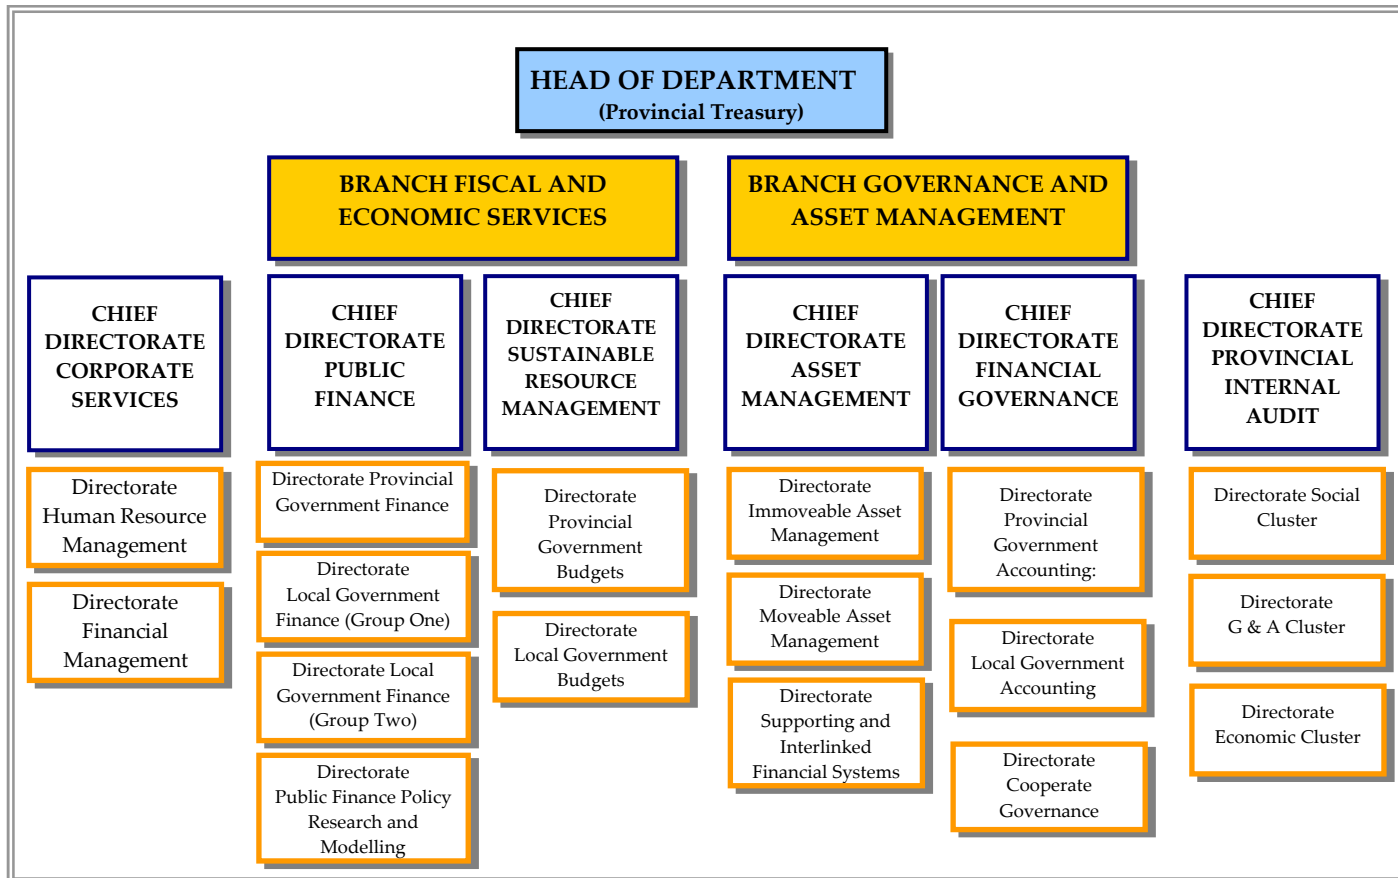 HEAD OF DEPARTMENT
(Provincial Treasury)
BRANCH FISCAL AND
ECONOMIC SERVICES
BRANCH GOVERNANCE AND
ASSET MANAGEMENT
CHIEF
DIRECTORATE
CORPORATE
SERVICES
CHIEF
DIRECTORATE
PUBLIC
FINANCE
CHIEF
DIRECTORATE
SUSTAINABLE
RESOURCE
MANAGEMENT
CHIEF
DIRECTORATE
ASSET
MANAGEMENT
CHIEF
DIRECTORATE
FINANCIAL
GOVERNANCE
CHIEF
DIRECTORATE
PROVINCIAL
INTERNAL
AUDIT
Directorate
Human Resource
Management
Directorate
Financial
Management
Directorate Provincial
Government Finance
Directorate
Local Government
Finance (Group One)
Directorate Local
Government Finance
(Group Two)
Directorate
Public Finance Policy
Research and
Modelling
Directorate
Provincial
Government
Budgets
Directorate
Local Government
Budgets
Directorate
Immoveable Asset
Management
Directorate
Moveable Asset
Management
Directorate
Supporting and
Interlinked
Financial Systems
Directorate
Provincial
Government
Accounting:
Directorate
Local Government
Accounting
Directorate
Cooperate
Governance
Directorate Social
Cluster
Directorate
G & A Cluster
Directorate
Economic Cluster